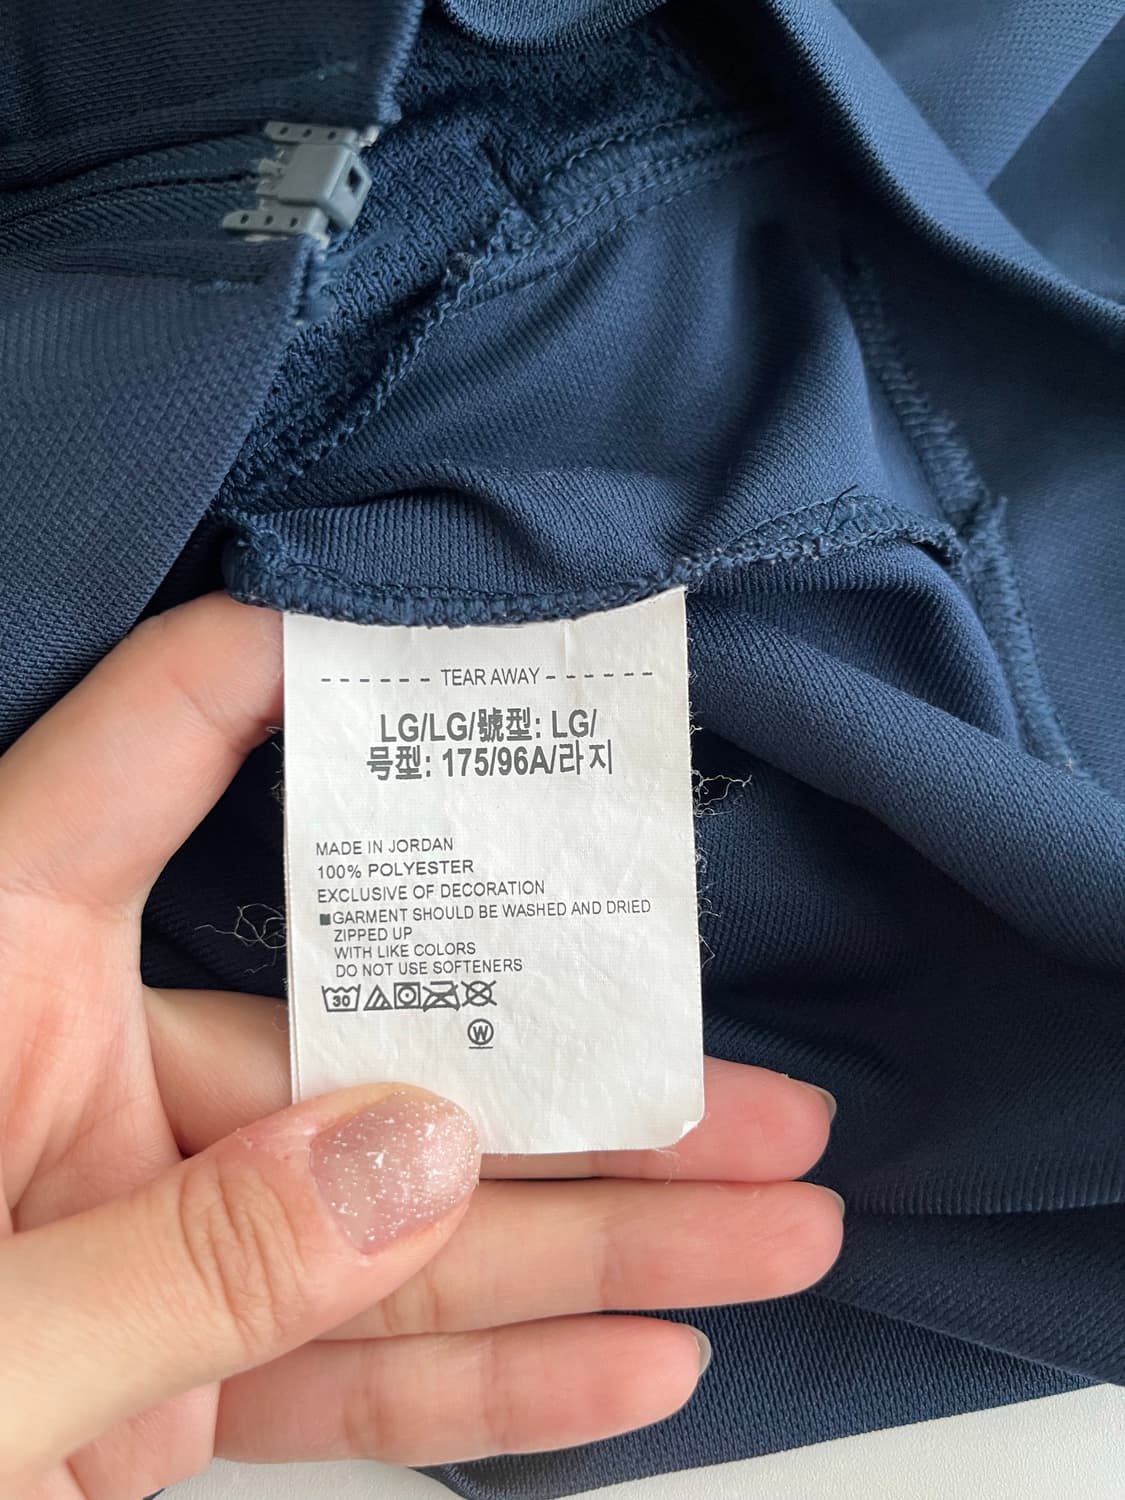 - - - - - - TEAR AWAY - - - - - -
LG/LG/號型: LG/
号型: 175/96A/라지
MADE IN JORDAN
100% POLYESTER
EXCLUSIVE OF DECORATION
■GARMENT SHOULD BE WASHED AND DRIED
ZIPPED UP
WITH LIKE COLORS
DO NOT USE SOFTENERS
30
W